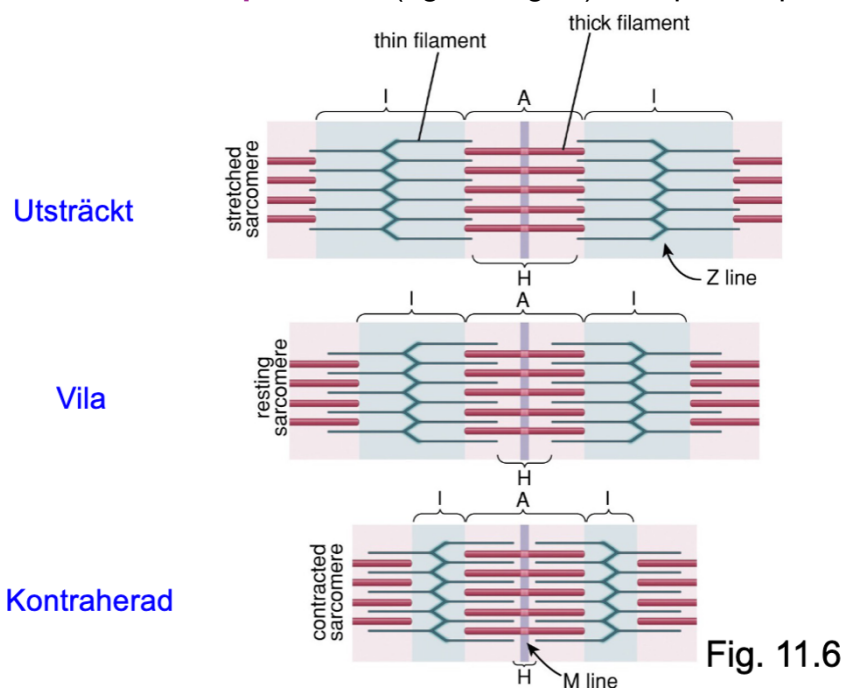 thick filament
thin filament
I
A
I
Utsträckt
stretched
sarcomere
H
Z line
I
A
I
Vila
resting
sarcomere
H
I
A
I
Kontraherad
contracted
sarcomere
H
M line
Fig. 11.6